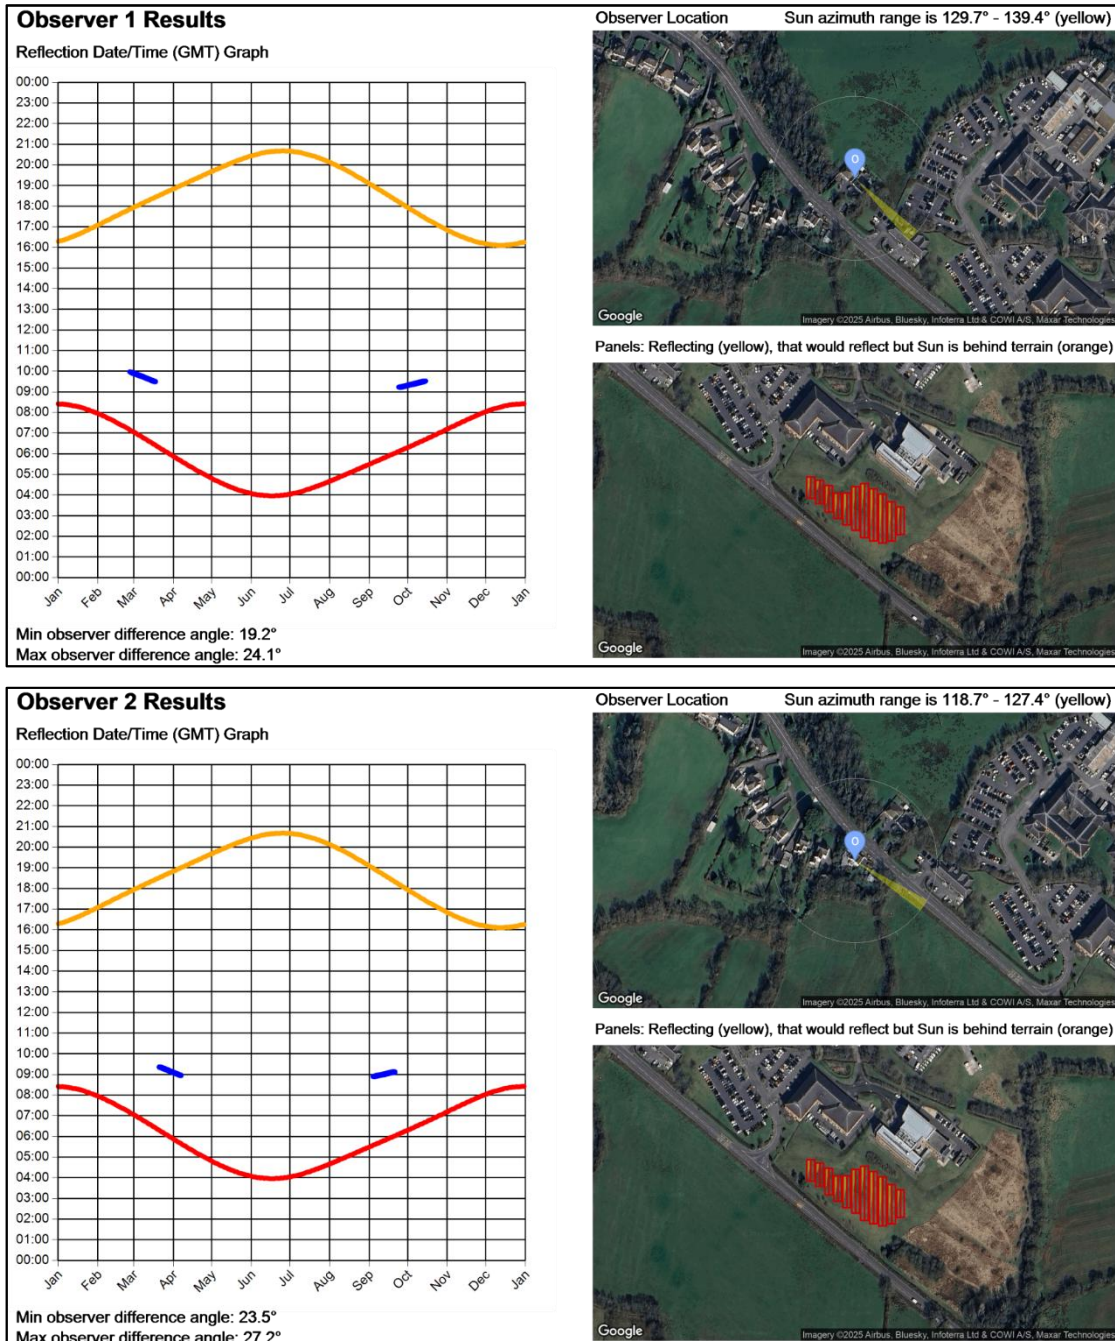 Observer 1 Results
Reflection Date/Time (GMT) Graph
00:00
23:00
22:00
21:00
20:00
19:00
18:00
17:00
16:00
15:00
14:00
13:00
12:00
11:00
10:00
09:00
08:00
07:00
06:00
05:00
04:00
03:00
02:00
01:00
00:00
Jan Feb Mar Apr May Jun Jul Aug Sep Oct Nov Dec Jan
Min observer difference angle: 19.2°
Max observer difference angle: 24.1°
Observer Location Sun azimuth range is 129.7° - 139.4° (yellow)
O
Google
Imagery ©2025 Airbus, Bluesky, Infoterra Ltd & COWI A/S, Maxar Technologies
Panels: Reflecting (yellow), that would reflect but Sun is behind terrain (orange)
Google
Imagery ©2025 Airbus, Bluesky, Infoterra Ltd & COWI A/S, Maxar Technologies
Observer 2 Results
Reflection Date/Time (GMT) Graph
00:00
23:00
22:00
21:00
20:00
19:00
18:00
17:00
16:00
15:00
14:00
13:00
12:00
11:00
10:00
09:00
08:00
07:00
06:00
05:00
04:00
03:00
02:00
01:00
00:00
Jan Feb Mar Apr May Jun Jul Aug Sep Oct Nov Dec Jan
Min observer difference angle: 23.5°
Max observer difference angle: 27.2°
Observer Location Sun azimuth range is 118.7° - 127.4° (yellow)
O
Google
Imagery ©2025 Airbus, Bluesky, Infoterra Ltd & COWI A/S, Maxar Technologies
Panels: Reflecting (yellow), that would reflect but Sun is behind terrain (orange)
Google
Imagery ©2025 Airbus, Bluesky, Infoterra Ltd & COWI A/S, Maxar Technologies